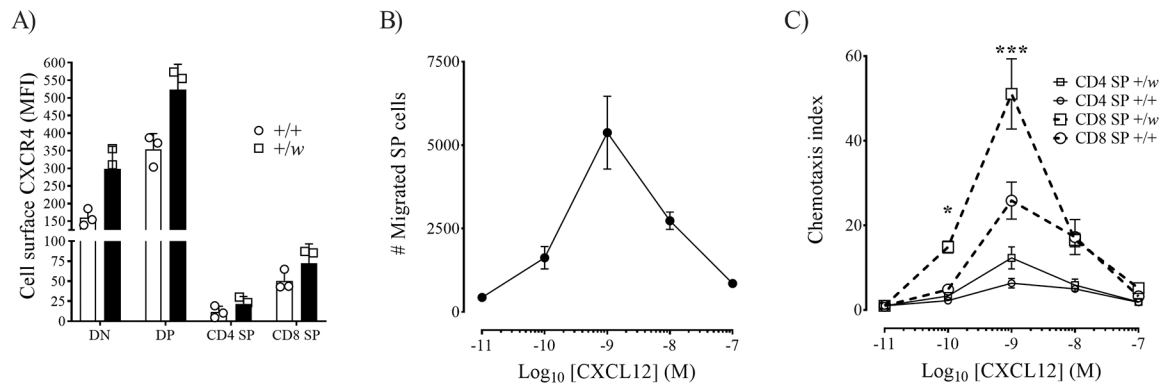 A)
B)
C)
Cell surface CXCR4 (MFI)
600
550
500
450
400
350
300
250
200
150
100
75
50
25
0
DN
DP
CD4 SP
CD8 SP
+/+
+/w
# Migrated SP cells
7500
5000
2500
0
-11
-10
-9
-8
-7
Log10 [CXCL12] (M)
Chemotaxis index
60
40
20
0
*
***
CD4 SP +/w
CD4 SP +/+
CD8 SP +/w
CD8 SP +/+
-11
-10
-9
-8
-7
Log10 [CXCL12] (M)